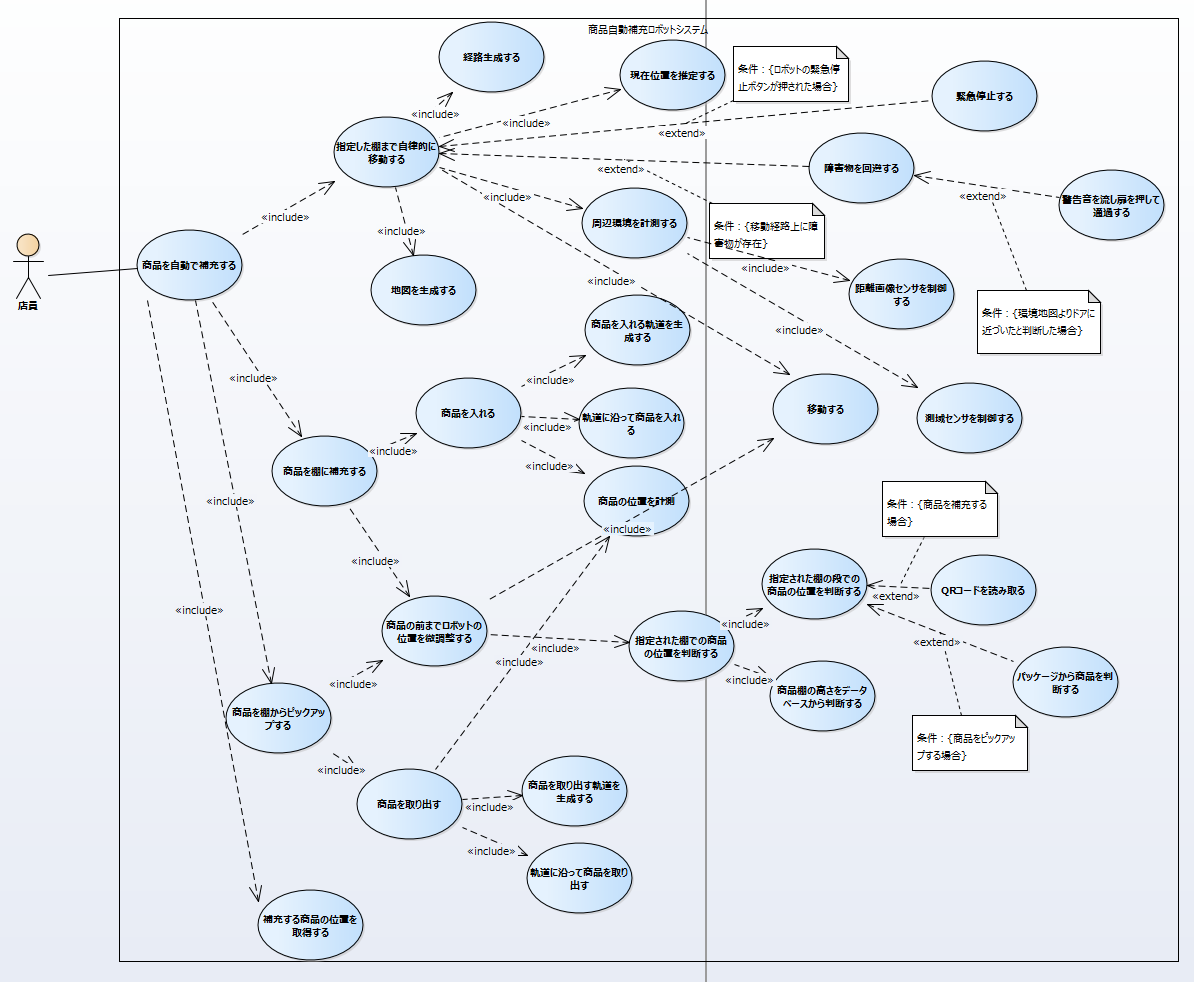 商品自動補充ロボットシステム
経路生成する
現在位置を推定する
条件：{ロボットの緊急停
止ボタンが押された場合}
緊急停止する
«include»
«include»
«extend»
指定した棚まで自律的に
移動する
«extend»
障害物を回避する
«include»
«extend»
警告音を流し扉を押して
通過する
«include»
周辺環境を計測する
条件：{移動経路上に障
害物が存在}
«include»
商品を自動で補充する
店員
«include»
«include»
地図を生成する
距離画像センサを制御
する
条件：{環境地図よりドアに
近づいたと判断した場合}
商品を入れる軌道を生
成する
«include»
«include»
«include»
商品を入れる
軌道に沿って商品を入れ
る
移動する
測域センサを制御する
«include»
«include»
«include»
商品を棚に補充する
商品の位置を計測
«include»
«include»
条件：{商品を補充する
場合}
«include»
指定された棚の段での
商品の位置を判断する
QRコードを読み取る
«extend»
«include»
商品の前までロボットの
位置を微調整する
«include»
指定された棚での商品
の位置を判断する
«include»
«extend»
«include»
«include»
«include»
パッケージから商品を判
断する
商品棚の高さをデータ
ベースから判断する
商品を棚からピックアッ
プする
条件：{商品をピックアッ
プする場合}
«include»
商品を取り出す
商品を取り出す軌道を
生成する
«include»
«include»
軌道に沿って商品を取り
出す
補充する商品の位置を
取得する